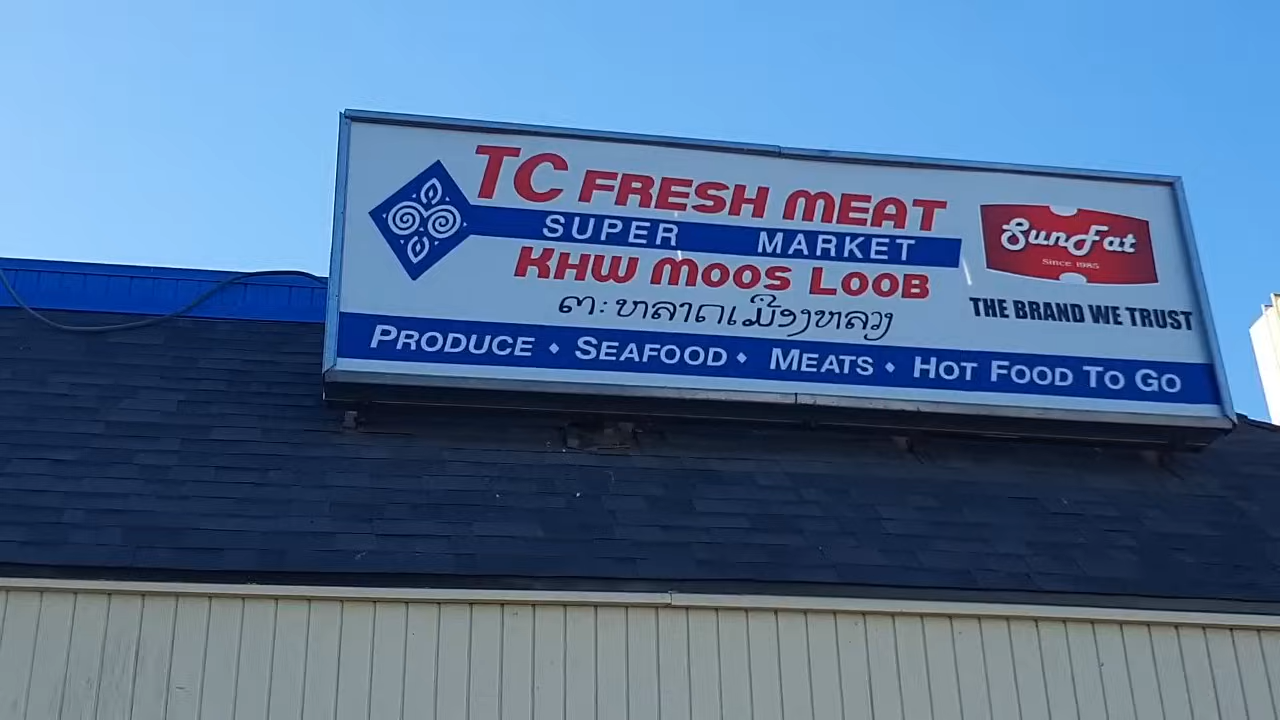 TC FRESH MEAT
SUPER MARKET
KHW MOOS LOOB
ຕະຫລາດເມືອງຫລວງ
PRODUCE • SEAFOOD • MEATS • HOT FOOD TO GO
SunFat
Since 1985
THE BRAND WE TRUST